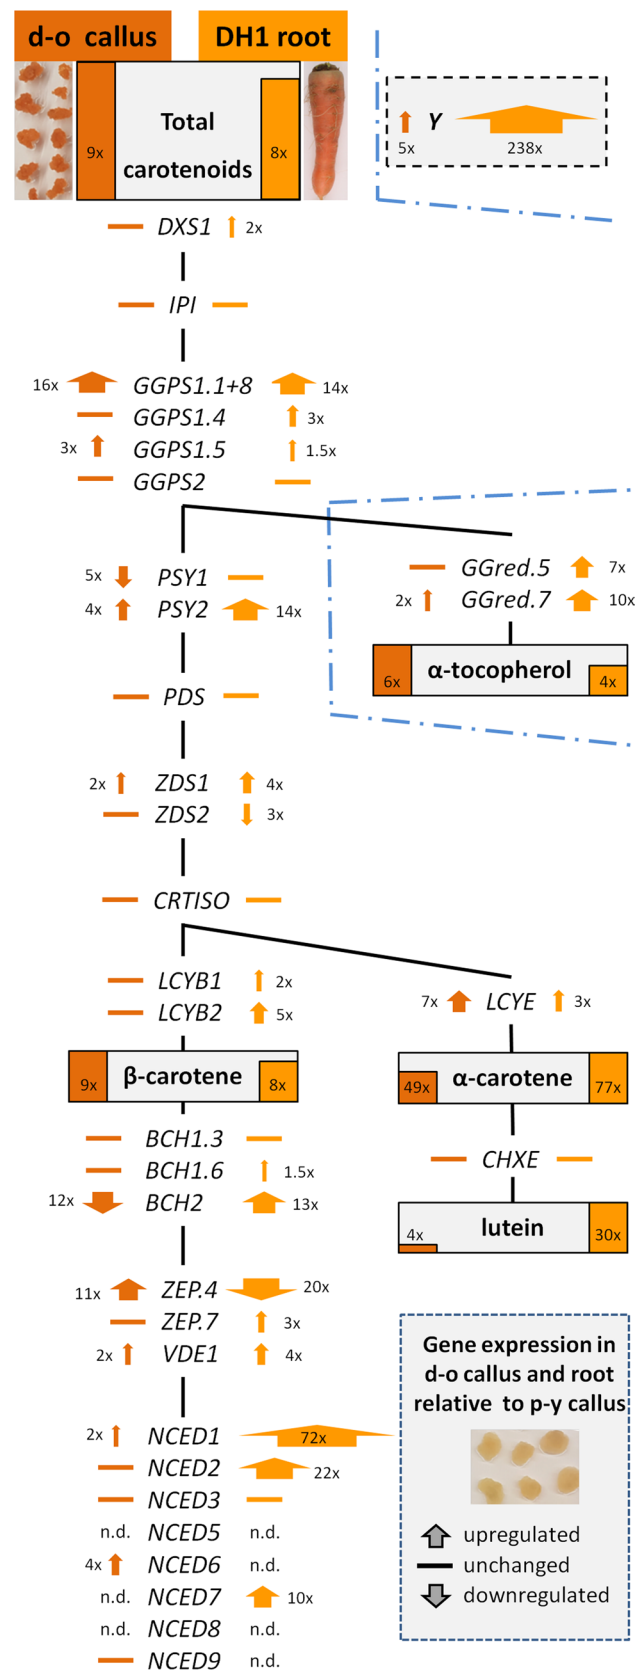 d-o callus DH1 root
Total
carotenoids
9x 8x
Y
5x 238x
DXS1 2x
IPI
16x GGPS1.1+8 14x
GGPS1.4 3x
3x GGPS1.5 1.5x
GGPS2
5x PSY1
4x PSY2 14x
GGred.5 7x
2x GGred.7 10x
α-tocopherol
6x 4x
PDS
2x ZDS1 4x
ZDS2 3x
CRTISO
LCYB1 2x
LCYB2 5x
7x LCYE 3x
9x β-carotene 8x
49x α-carotene 77x
BCH1.3
BCH1.6 1.5x
12x BCH2 13x
CHXE
4x lutein 30x
11x ZEP.4 20x
ZEP.7 3x
2x VDE1 4x
2x NCED1 72x
NCED2 22x
NCED3
n.d. NCED5 n.d.
4x NCED6 n.d.
n.d. NCED7 10x
n.d. NCED8 n.d.
NCED9 n.d.
Gene expression in
d-o callus and root
relative to p-y callus
upregulated
unchanged
downregulated